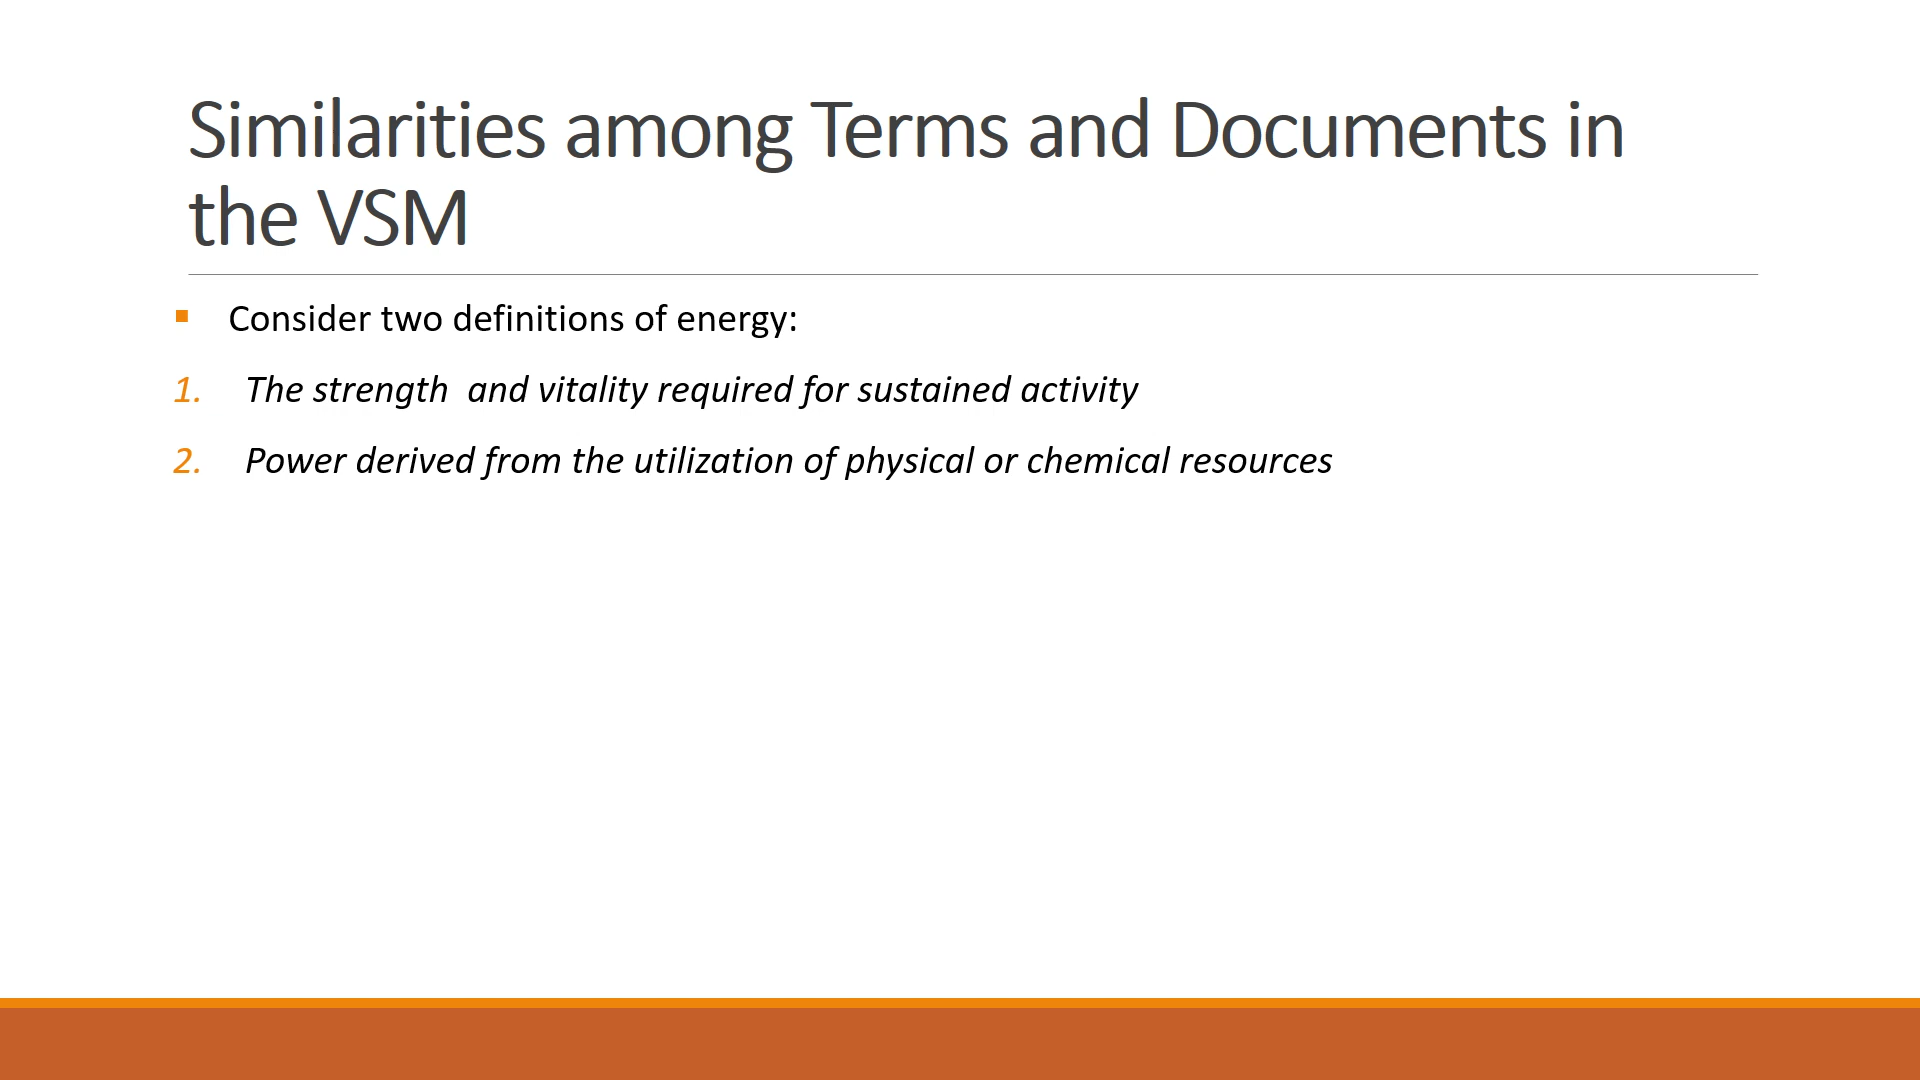 Similarities among Terms and Documents in
the VSM
▪ Consider two definitions of energy:
1. The strength  and vitality required for sustained activity
2. Power derived from the utilization of physical or chemical resources